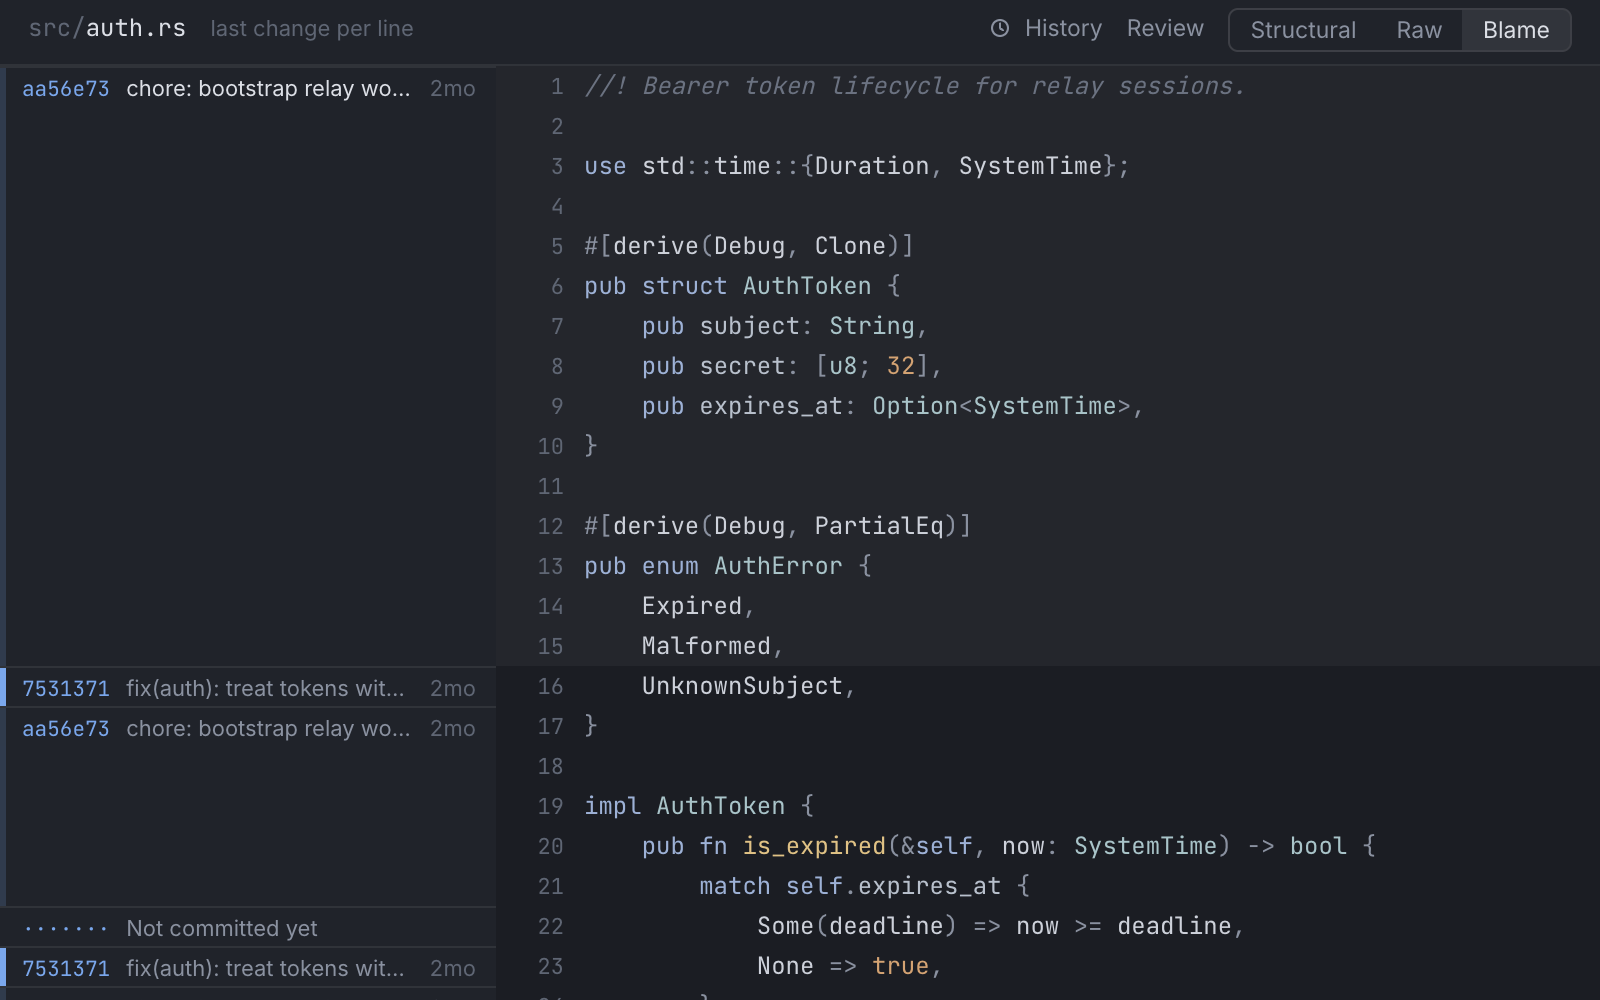 src/auth.rs last change per line History Review Structural Raw Blame
aa56e73 chore: bootstrap relay wo... 2mo
1 //! Bearer token lifecycle for relay sessions.
2
3 use std::time::{Duration, SystemTime};
4
5 #[derive(Debug, Clone)]
6 pub struct AuthToken {
7     pub subject: String,
8     pub secret: [u8; 32],
9     pub expires_at: Option<SystemTime>,
10 }
11
12 #[derive(Debug, PartialEq)]
13 pub enum AuthError {
14     Expired,
15     Malformed,
7531371 fix(auth): treat tokens wit... 2mo
16     UnknownSubject,
aa56e73 chore: bootstrap relay wo... 2mo
17 }
18
19 impl AuthToken {
20     pub fn is_expired(&self, now: SystemTime) -> bool {
21         match self.expires_at {
······· Not committed yet
22             Some(deadline) => now >= deadline,
7531371 fix(auth): treat tokens wit... 2mo
23             None => true,